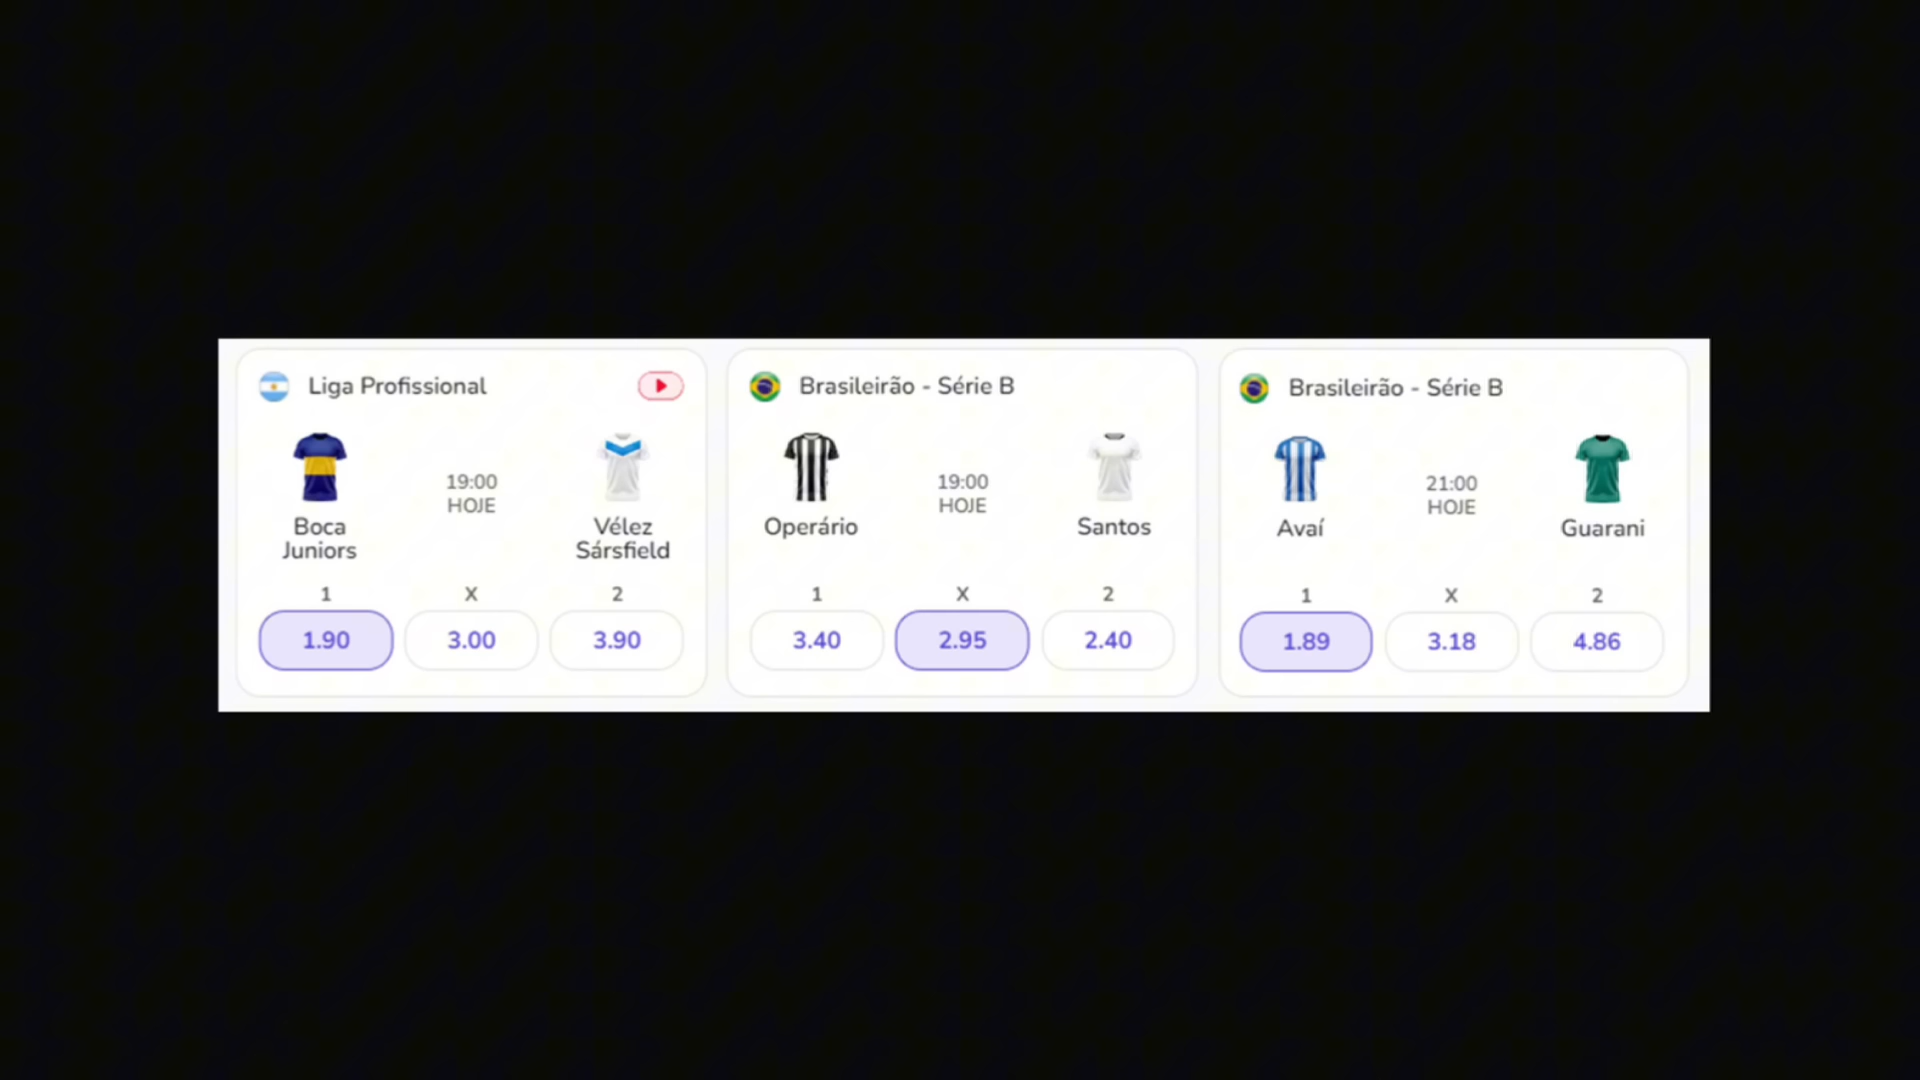 Liga Profissional
19:00
HOJE
Boca
Juniors
Vélez
Sársfield
1 X 2
1.90 3.00 3.90
Brasileirão - Série B
19:00
HOJE
Operário Santos
1 X 2
3.40 2.95 2.40
Brasileirão - Série B
21:00
HOJE
Avaí Guarani
1 X 2
1.89 3.18 4.86